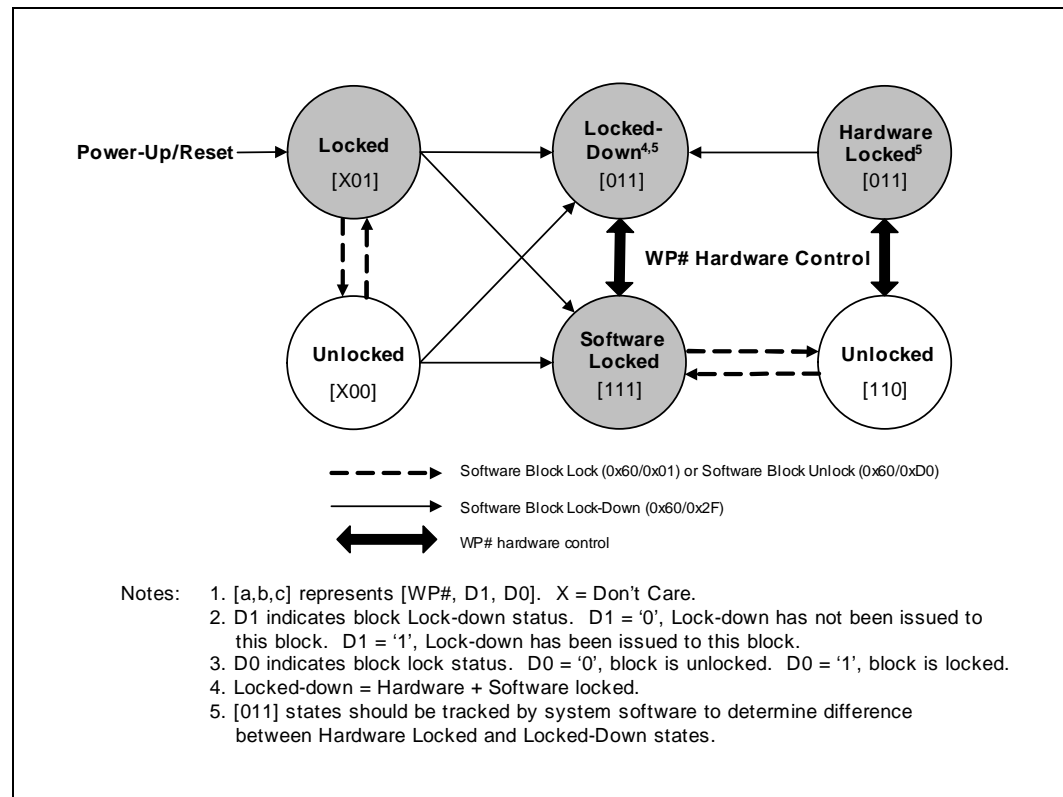 Power-Up/Reset
Locked
[X01]
Locked-
Down4,5
[011]
Hardware
Locked5
[011]
WP# Hardware Control
Unlocked
[X00]
Software
Locked
[111]
Unlocked
[110]
Software Block Lock (0x60/0x01) or Software Block Unlock (0x60/0xD0)
Software Block Lock-Down (0x60/0x2F)
WP# hardware control
Notes: 1. [a,b,c] represents [WP#, D1, D0]. X = Don't Care.
2. D1 indicates block Lock-down status. D1 = ‘0’, Lock-down has not been issued to
this block. D1 = ‘1’, Lock-down has been issued to this block.
3. D0 indicates block lock status. D0 = ‘0’, block is unlocked. D0 = ‘1’, block is locked.
4. Locked-down = Hardware + Software locked.
5. [011] states should be tracked by system software to determine difference
between Hardware Locked and Locked-Down states.